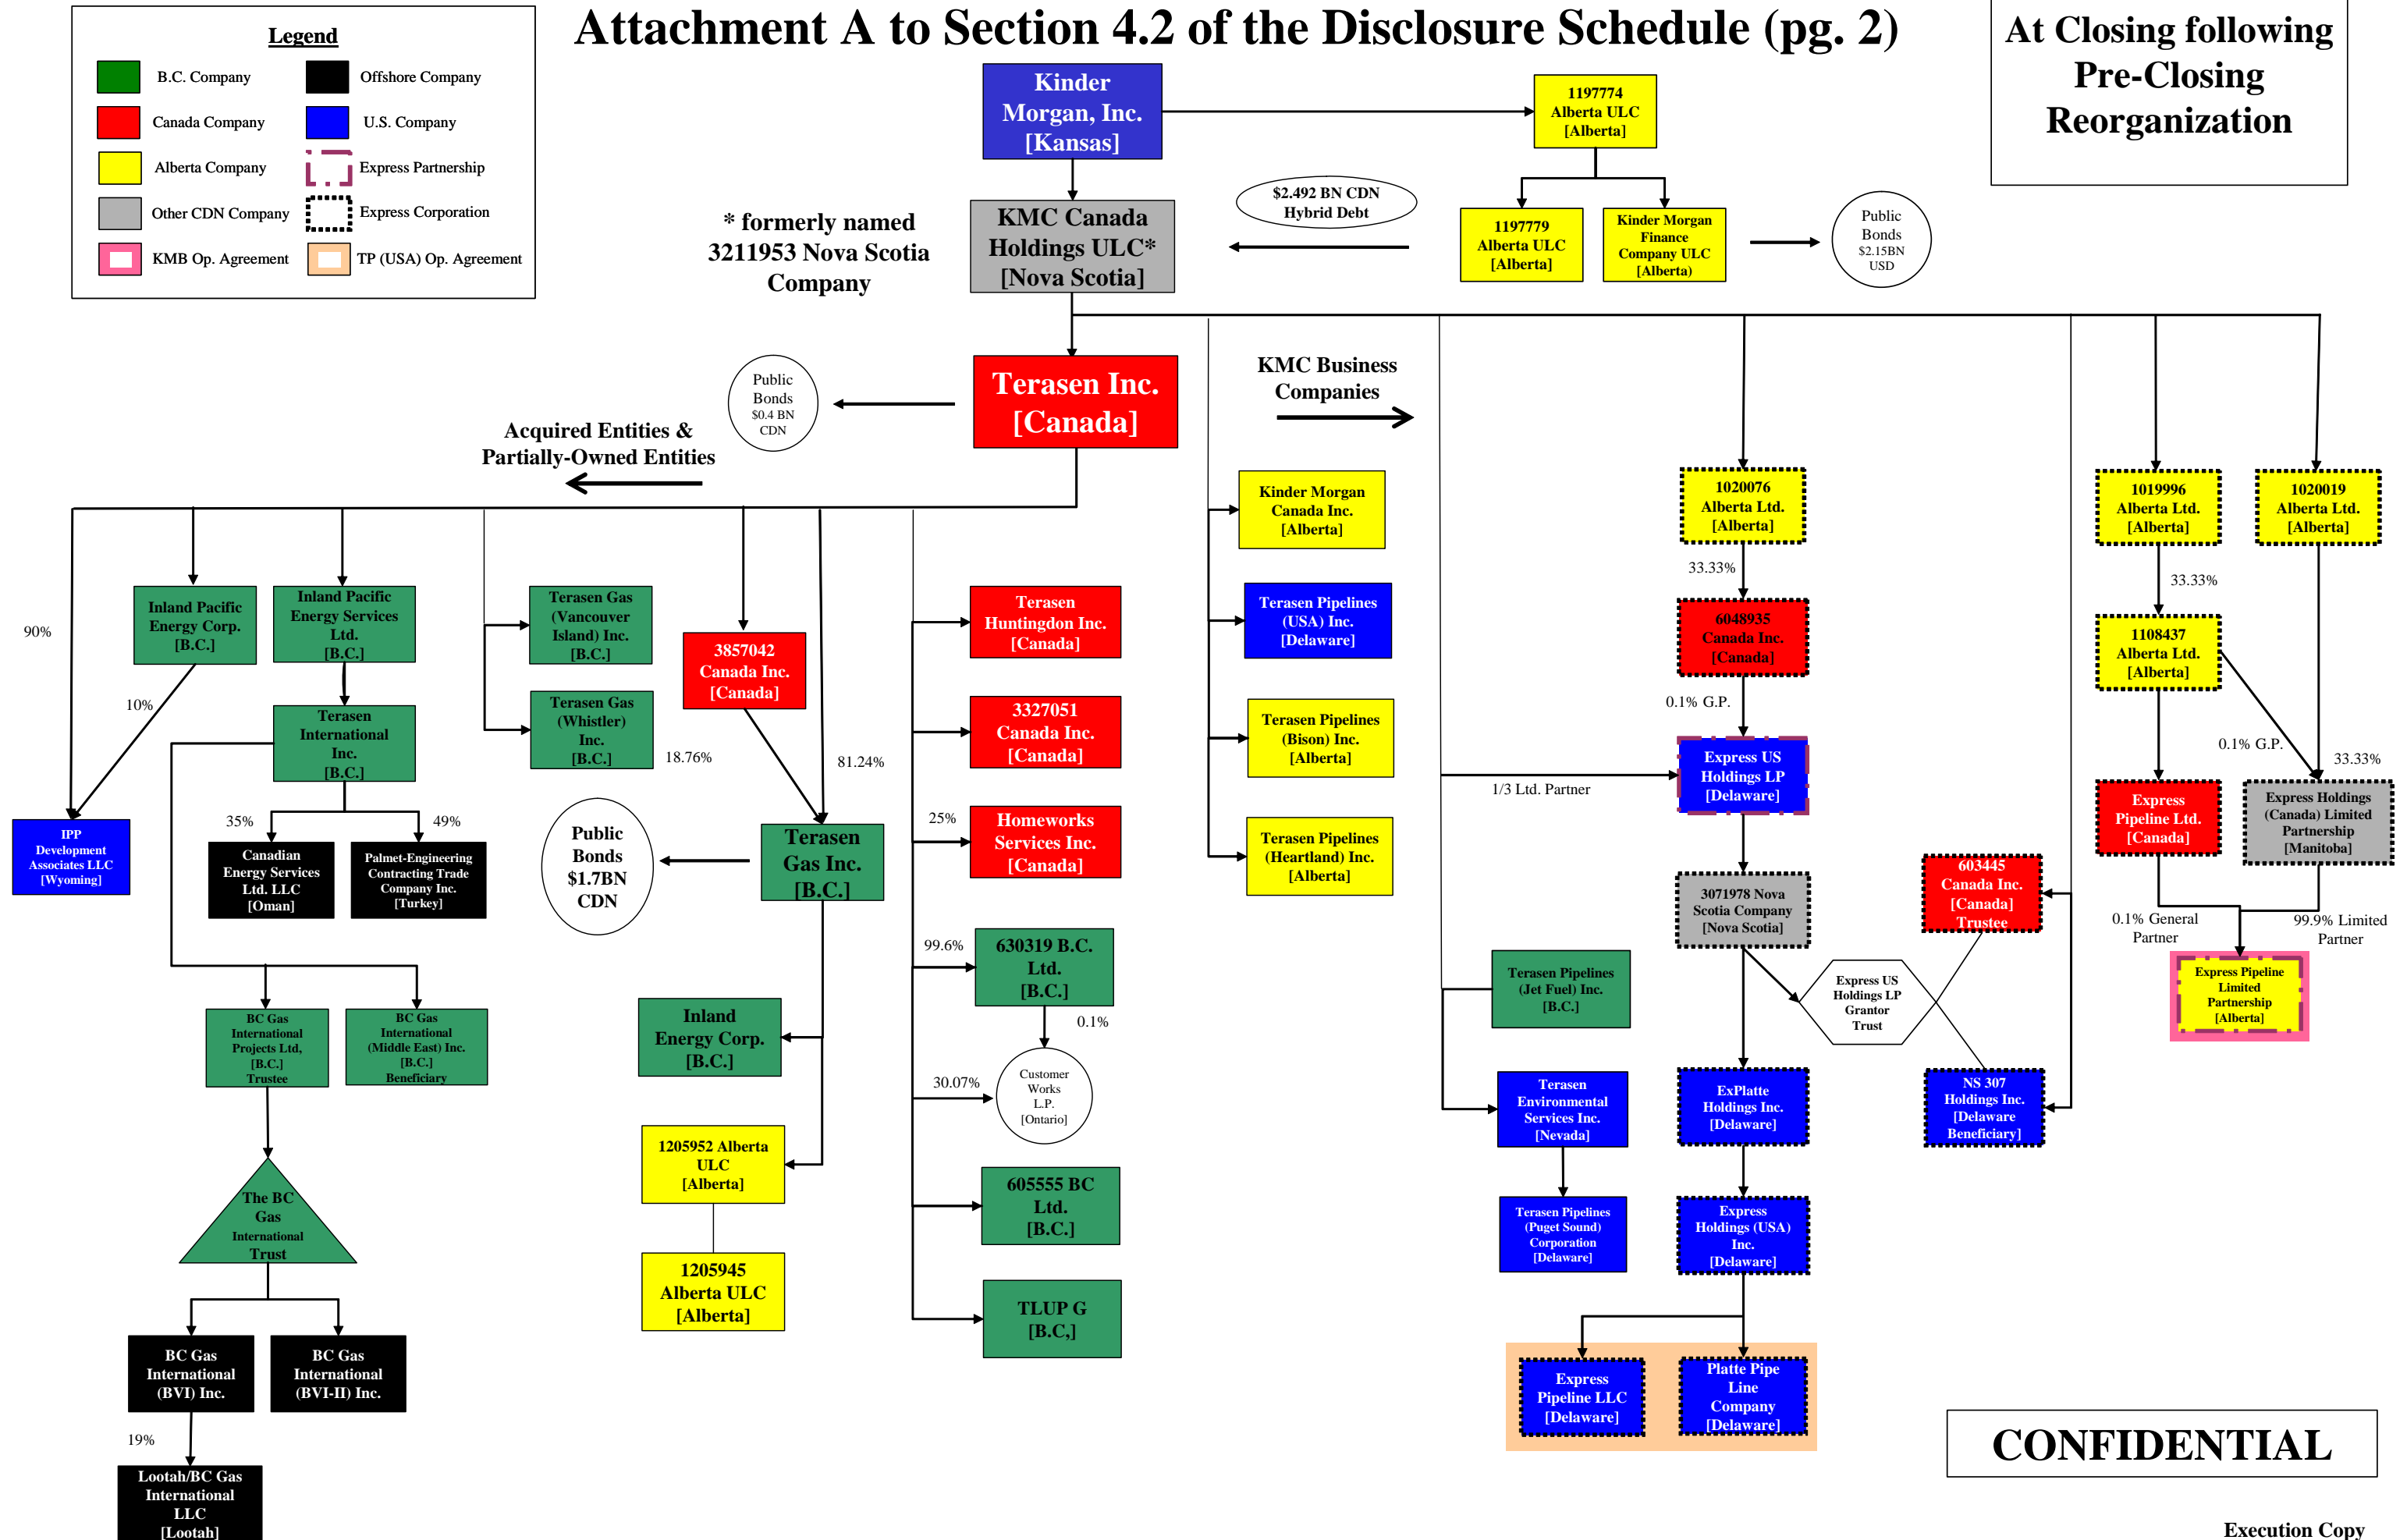 Attachment A to Section 4.2 of the Disclosure Schedule (pg. 2)
At Closing following
Pre-Closing
Reorganization
Legend
B.C. Company
Offshore Company
Canada Company
U.S. Company
Alberta Company
Express Partnership
Other CDN Company
Express Corporation
KMB Op. Agreement
TP (USA) Op. Agreement
Kinder
Morgan, Inc.
[Kansas]
1197774
Alberta ULC
[Alberta]
* formerly named
3211953 Nova Scotia
Company
KMC Canada
Holdings ULC*
[Nova Scotia]
$2.492 BN CDN
Hybrid Debt
1197779
Alberta ULC
[Alberta]
Kinder Morgan
Finance
Company ULC
[Alberta)
Public
Bonds
$2.15BN
USD
Public
Bonds
$0.4 BN
CDN
Terasen Inc.
[Canada]
KMC Business
Companies
Acquired Entities &
Partially-Owned Entities
90%
Inland Pacific
Energy Corp.
[B.C.]
10%
IPP
Development
Associates LLC
[Wyoming]
Inland Pacific
Energy Services
Ltd.
[B.C.]
Terasen
International
Inc.
[B.C.]
35%
49%
Canadian
Energy Services
Ltd. LLC
[Oman]
Palmet-Engineering
Contracting Trade
Company Inc.
[Turkey]
BC Gas
International
Projects Ltd,
[B.C.]
Trustee
BC Gas
International
(Middle East) Inc.
[B.C.]
Beneficiary
The BC
Gas
International
Trust
BC Gas
International
(BVI) Inc.
BC Gas
International
(BVI-II) Inc.
19%
Lootah/BC Gas
International
LLC
[Lootah]
Terasen Gas
(Vancouver
Island) Inc.
[B.C.]
Terasen Gas
(Whistler)
Inc.
[B.C.]
3857042
Canada Inc.
[Canada]
18.76%
81.24%
Public
Bonds
$1.7BN
CDN
Terasen
Gas Inc.
[B.C.]
Inland
Energy Corp.
[B.C.]
1205952 Alberta
ULC
[Alberta]
1205945
Alberta ULC
[Alberta]
Terasen
Huntingdon Inc.
[Canada]
3327051
Canada Inc.
[Canada]
25%
Homeworks
Services Inc.
[Canada]
99.6%
630319 B.C.
Ltd.
[B.C.]
0.1%
30.07%
Customer
Works
L.P.
[Ontario]
605555 BC
Ltd.
[B.C.]
TLUP G
[B.C,]
Kinder Morgan
Canada Inc.
[Alberta]
Terasen Pipelines
(USA) Inc.
[Delaware]
Terasen Pipelines
(Bison) Inc.
[Alberta]
Terasen Pipelines
(Heartland) Inc.
[Alberta]
1020076
Alberta Ltd.
[Alberta]
33.33%
6048935
Canada Inc.
[Canada]
0.1% G.P.
Express US
Holdings LP
[Delaware]
1/3 Ltd. Partner
3071978 Nova
Scotia Company
[Nova Scotia]
Terasen Pipelines
(Jet Fuel) Inc.
[B.C.]
Terasen
Environmental
Services Inc.
[Nevada]
Terasen Pipelines
(Puget Sound)
Corporation
[Delaware]
Express US
Holdings LP
Grantor
Trust
603445
Canada Inc.
[Canada]
Trustee
ExPlatte
Holdings Inc.
[Delaware]
NS 307
Holdings Inc.
[Delaware
Beneficiary]
Express
Holdings (USA)
Inc.
[Delaware]
Express
Pipeline LLC
[Delaware]
Platte Pipe
Line
Company
[Delaware]
1019996
Alberta Ltd.
[Alberta]
1020019
Alberta Ltd.
[Alberta]
33.33%
1108437
Alberta Ltd.
[Alberta]
0.1% G.P.
33.33%
Express
Pipeline Ltd.
[Canada]
Express Holdings
(Canada) Limited
Partnership
[Manitoba]
0.1% General
Partner
99.9% Limited
Partner
Express Pipeline
Limited
Partnership
[Alberta]
CONFIDENTIAL
Execution Copy